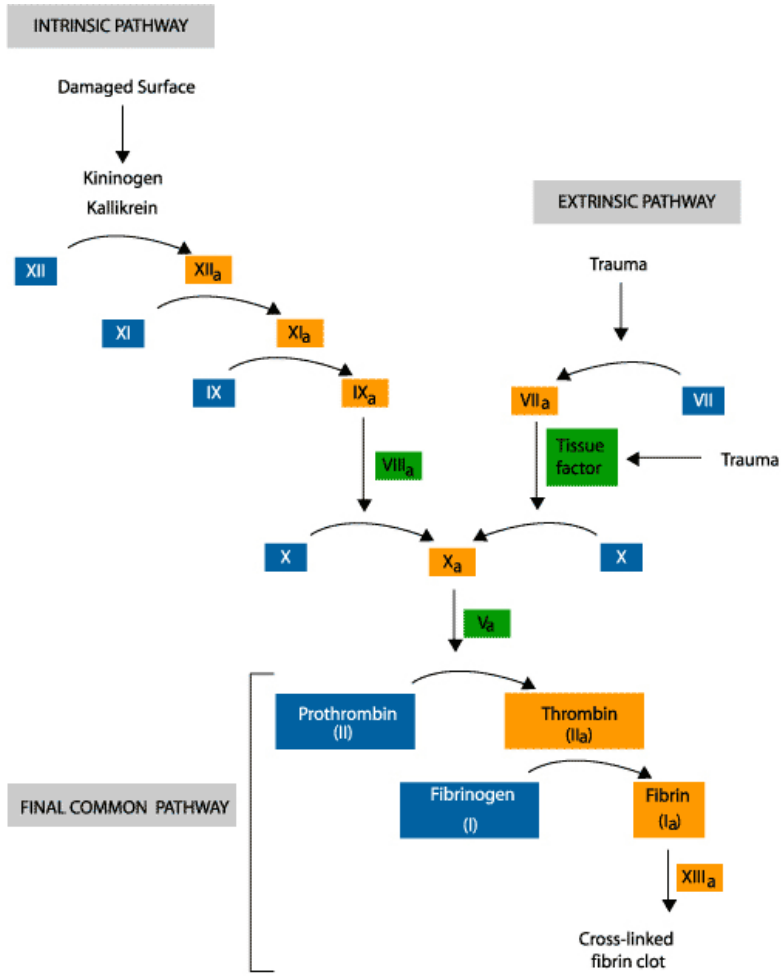 INTRINSIC PATHWAY
Damaged Surface
Kininogen
Kallikrein
EXTRINSIC PATHWAY
XII
XIIa
Trauma
XI
XIa
IX
IXa
VIIa
VII
VIIIa
Tissue
factor
Trauma
X
Xa
X
Va
Prothrombin
(II)
Thrombin
(IIa)
FINAL COMMON PATHWAY
Fibrinogen
(I)
Fibrin
(Ia)
XIIIa
Cross-linked
fibrin clot